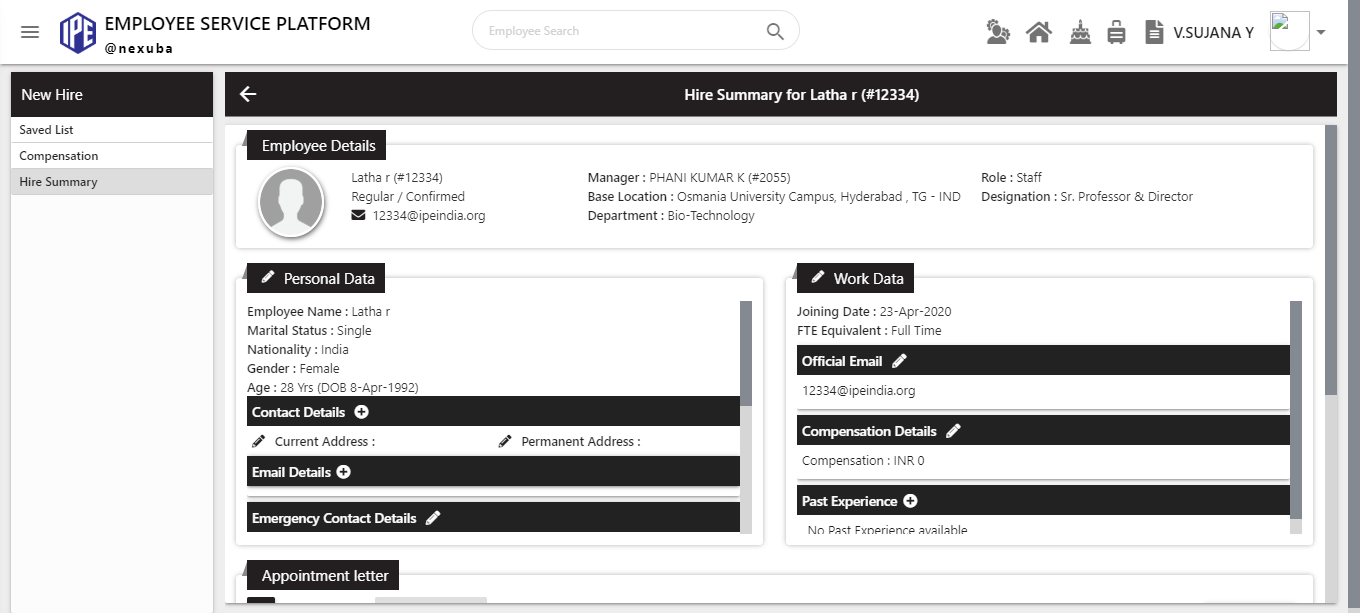 IPE EMPLOYEE SERVICE PLATFORM
@nexuba
Employee Search
V.SUJANA Y
New Hire
Saved List
Compensation
Hire Summary
Hire Summary for Latha r (#12334)
Employee Details
Latha r (#12334)
Regular / Confirmed
12334@ipeindia.org
Manager : PHANI KUMAR K (#2055)
Base Location : Osmania University Campus, Hyderabad , TG - IND
Department : Bio-Technology
Role : Staff
Designation : Sr. Professor & Director
Personal Data
Employee Name : Latha r
Marital Status : Single
Nationality : India
Gender : Female
Age : 28 Yrs (DOB 8-Apr-1992)
Contact Details
Current Address :
Permanent Address :
Email Details
Emergency Contact Details
Work Data
Joining Date : 23-Apr-2020
FTE Equivalent : Full Time
Official Email
12334@ipeindia.org
Compensation Details
Compensation : INR 0
Past Experience
No Past Experience available
Appointment letter